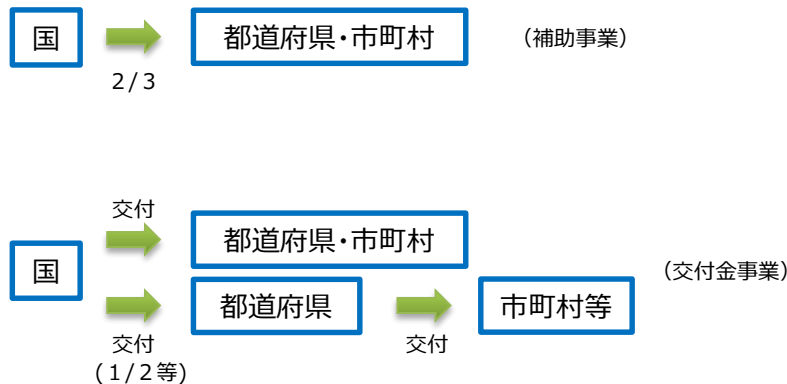 国
都道府県・市町村
（補助事業）
2/3
交付
国
都道府県・市町村
（交付金事業）
都道府県
市町村等
交付
(1/2等)
交付